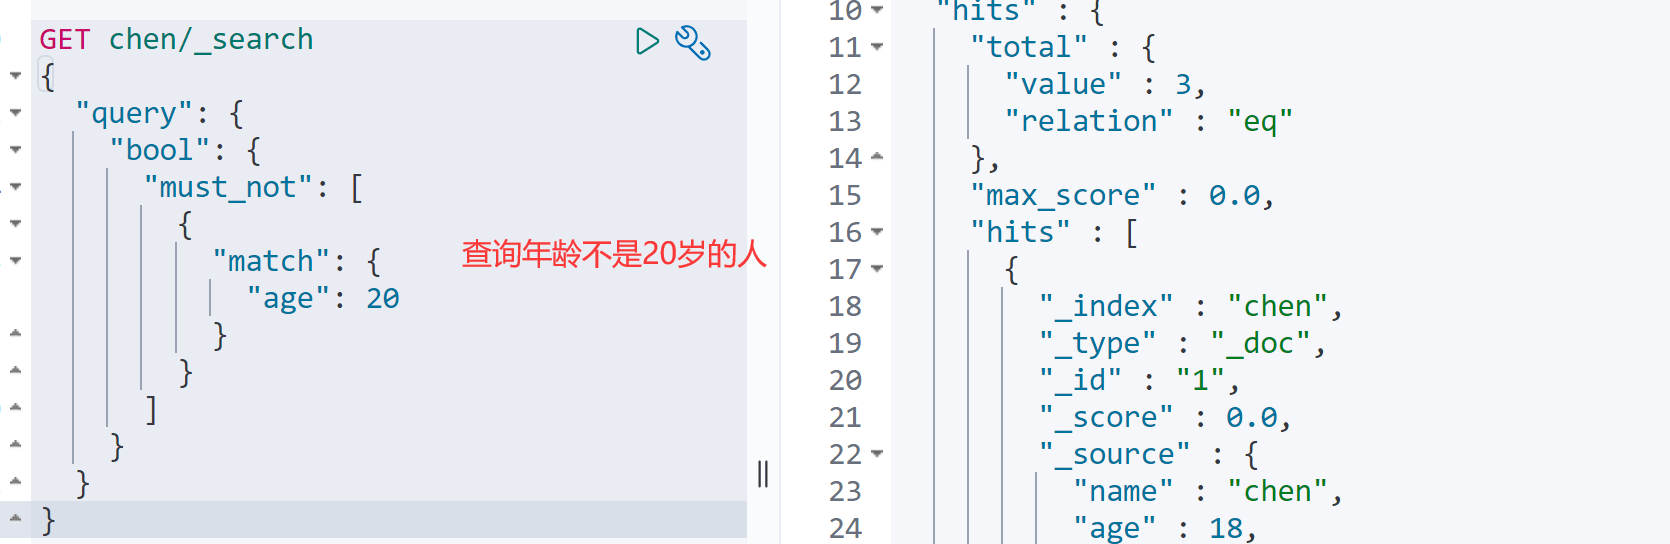 GET chen/_search
{
"query": {
"bool": {
"must_not": [
{
"match": {
"age": 20
}
}
]
}
}
}
查询年龄不是20岁的人
10 "hits" : {
11 "total" : {
12 "value" : 3,
13 "relation" : "eq"
14 },
15 "max_score" : 0.0,
16 "hits" : [
17 {
18 "_index" : "chen",
19 "_type" : "_doc",
20 "_id" : "1",
21 "_score" : 0.0,
22 "_source" : {
23 "name" : "chen",
24 "age" : 18,